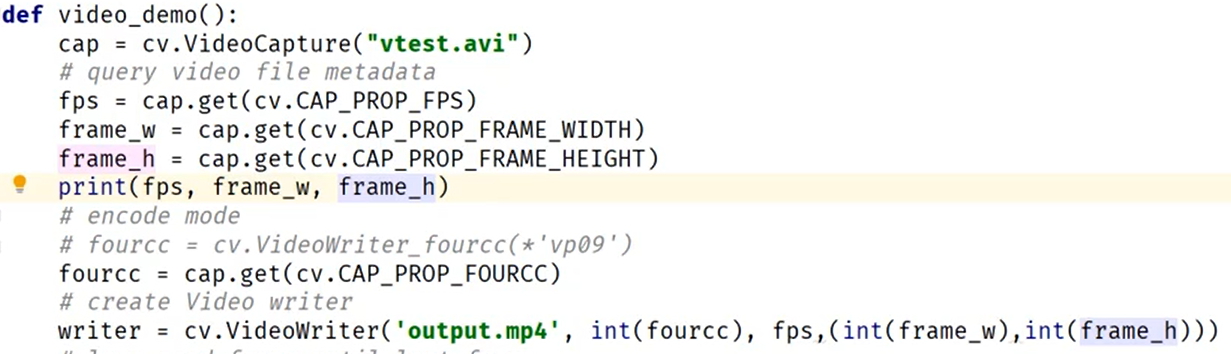 def video_demo():
    cap = cv.VideoCapture("vtest.avi")
    # query video file metadata
    fps = cap.get(cv.CAP_PROP_FPS)
    frame_w = cap.get(cv.CAP_PROP_FRAME_WIDTH)
    frame_h = cap.get(cv.CAP_PROP_FRAME_HEIGHT)
    print(fps, frame_w, frame_h)
    # encode mode
    # fourcc = cv.VideoWriter_fourcc(*'vp09')
    fourcc = cap.get(cv.CAP_PROP_FOURCC)
    # create Video writer
    writer = cv.VideoWriter('output.mp4', int(fourcc), fps,(int(frame_w),int(frame_h)))